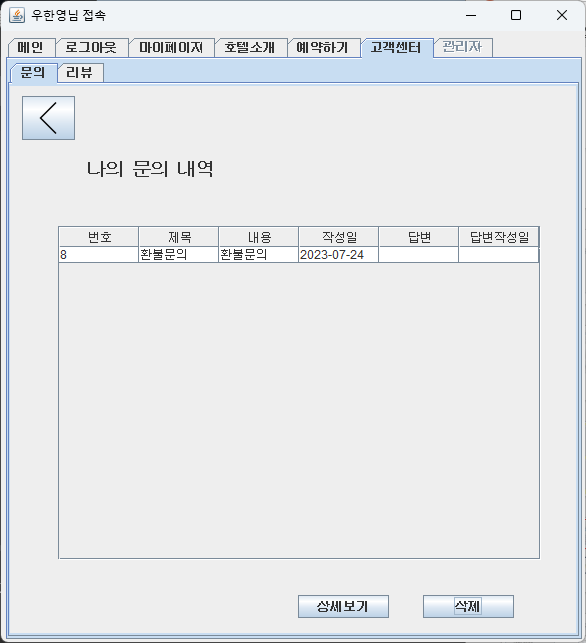 우한영님 접속
메인 로그아웃 마이페이지 호텔소개 예약하기 고객센터 관리자
문의 리뷰
나의 문의 내역
번호 제목 내용 작성일 답변 답변작성일
8 환불문의 환불문의 2023-07-24
상세보기 삭제